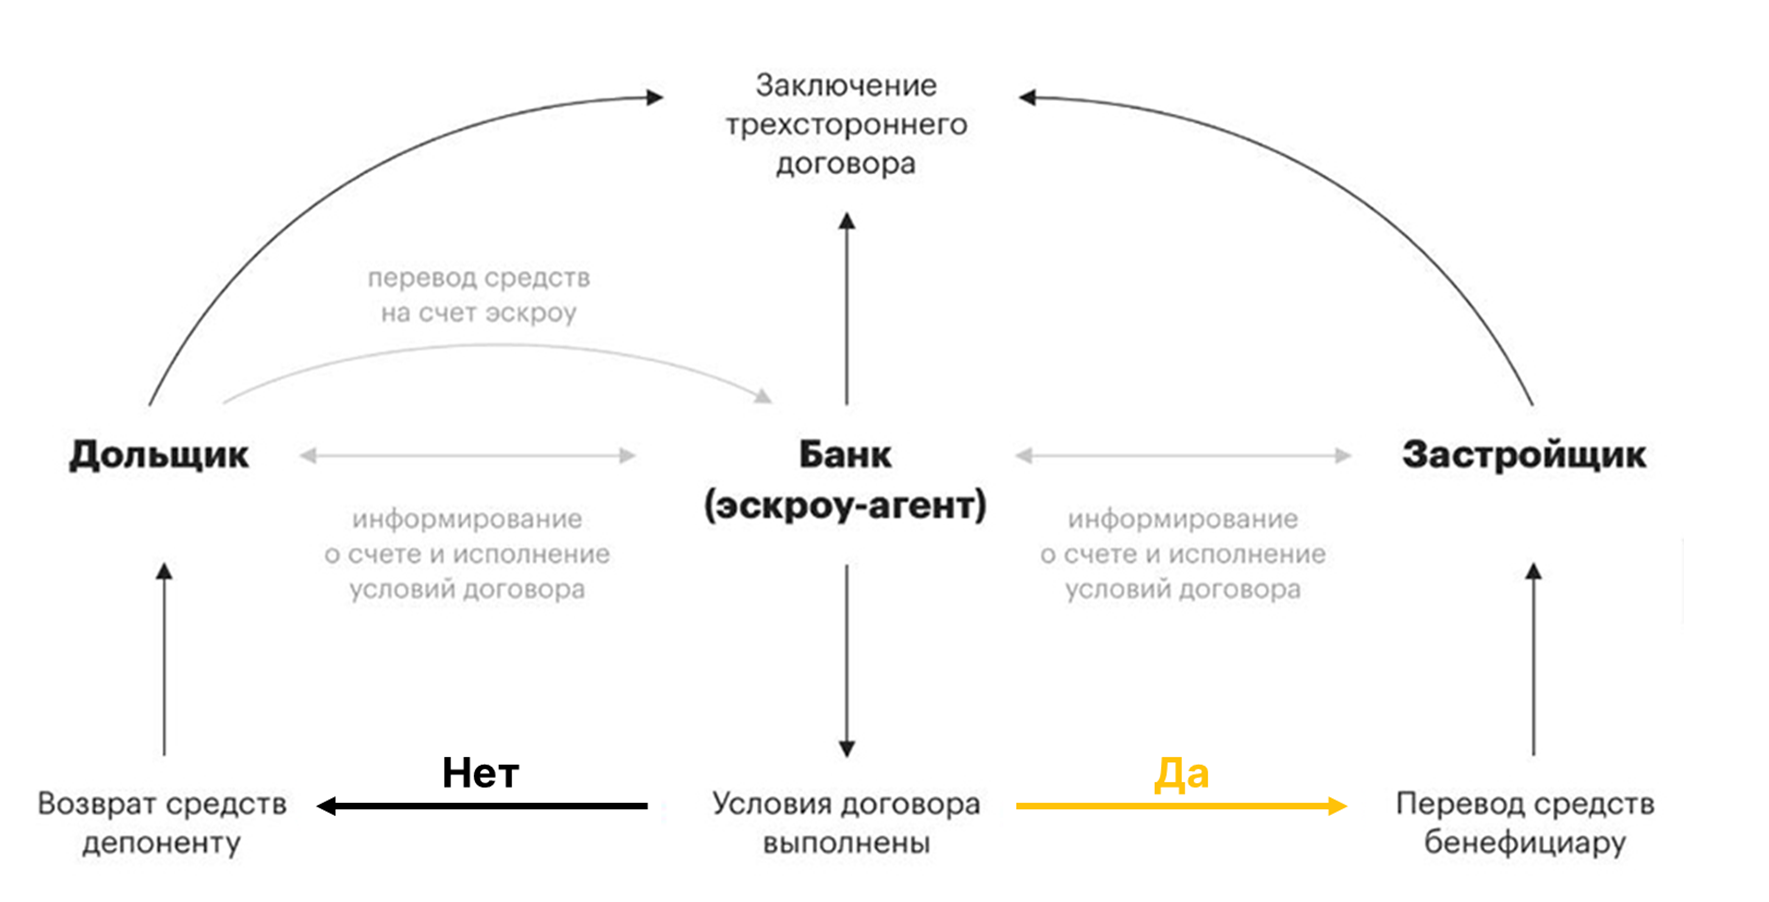 Заключение
трехстороннего
договора
перевод средств
на счет эскроу
Дольщик
Банк
(эскроу-агент)
Застройщик
информирование
о счете и исполнение
условий договора
информирование
о счете и исполнение
условий договора
Нет
Да
Возврат средств
депоненту
Условия договора
выполнены
Перевод средств
бенефициару